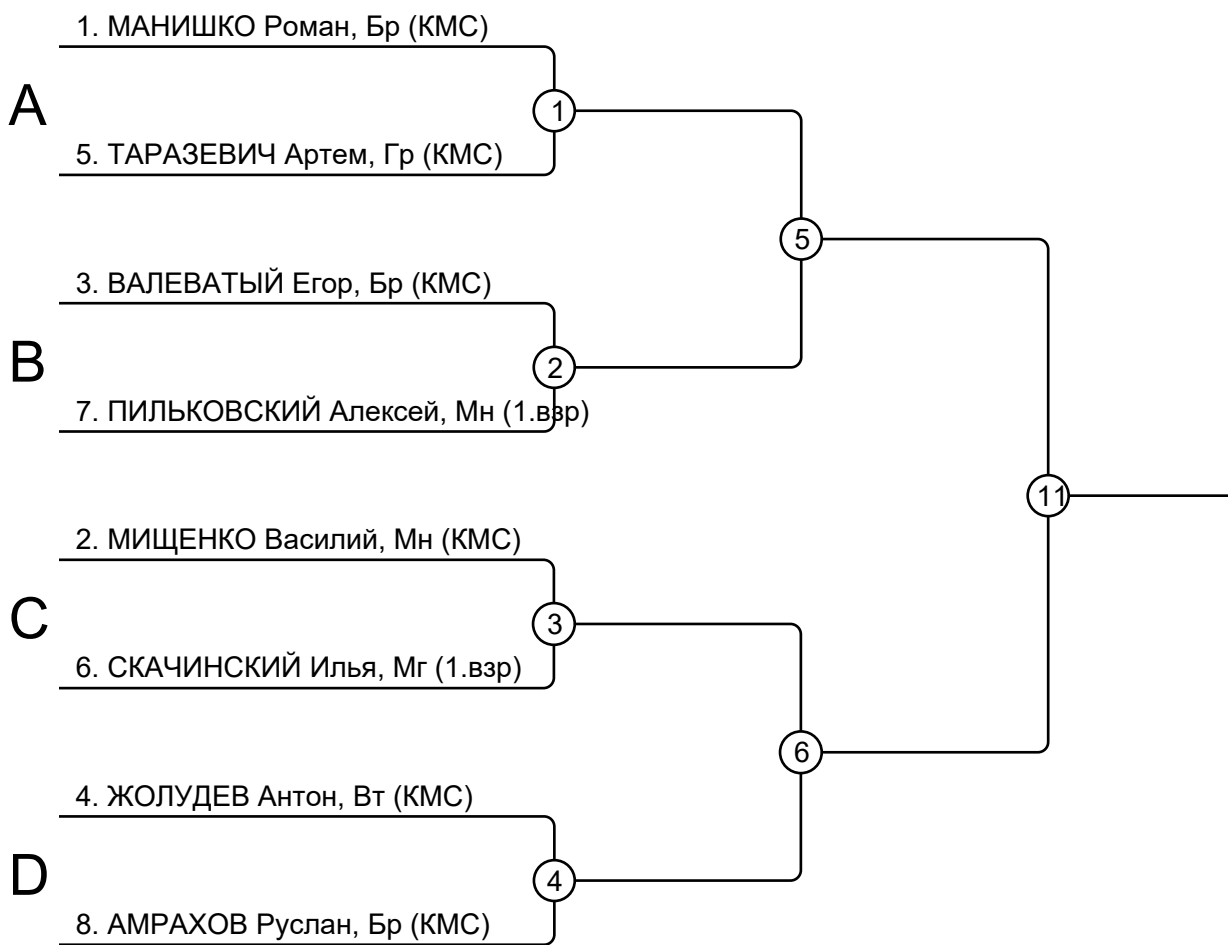 1. МАНИШКО Роман, Бр (КМС)
A
1
5. ТАРАЗЕВИЧ Артем, Гр (КМС)
5
3. ВАЛЕВАТЫЙ Егор, Бр (КМС)
B
2
7. ПИЛЬКОВСКИЙ Алексей, Мн (1.взр)
11
2. МИЩЕНКО Василий, Мн (КМС)
C
3
6. СКАЧИНСКИЙ Илья, Мг (1.взр)
6
4. ЖОЛУДЕВ Антон, Вт (КМС)
D
4
8. АМРАХОВ Руслан, Бр (КМС)